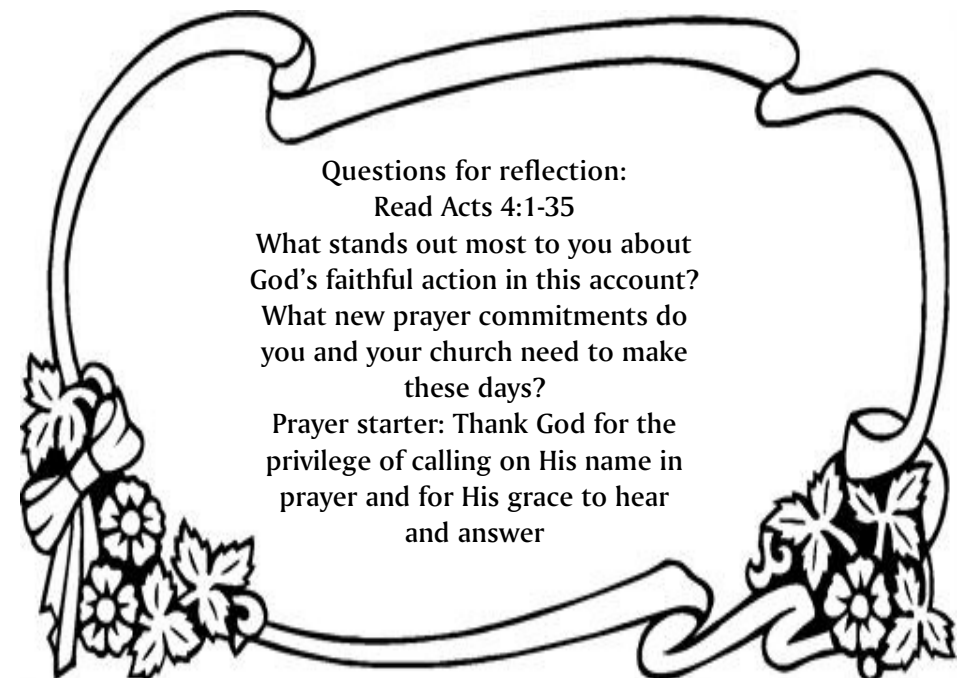 Questions for reflection:
Read Acts 4:1-35
What stands out most to you about
God’s faithful action in this account?
What new prayer commitments do
you and your church need to make
these days?
Prayer starter: Thank God for the
privilege of calling on His name in
prayer and for His grace to hear
and answer